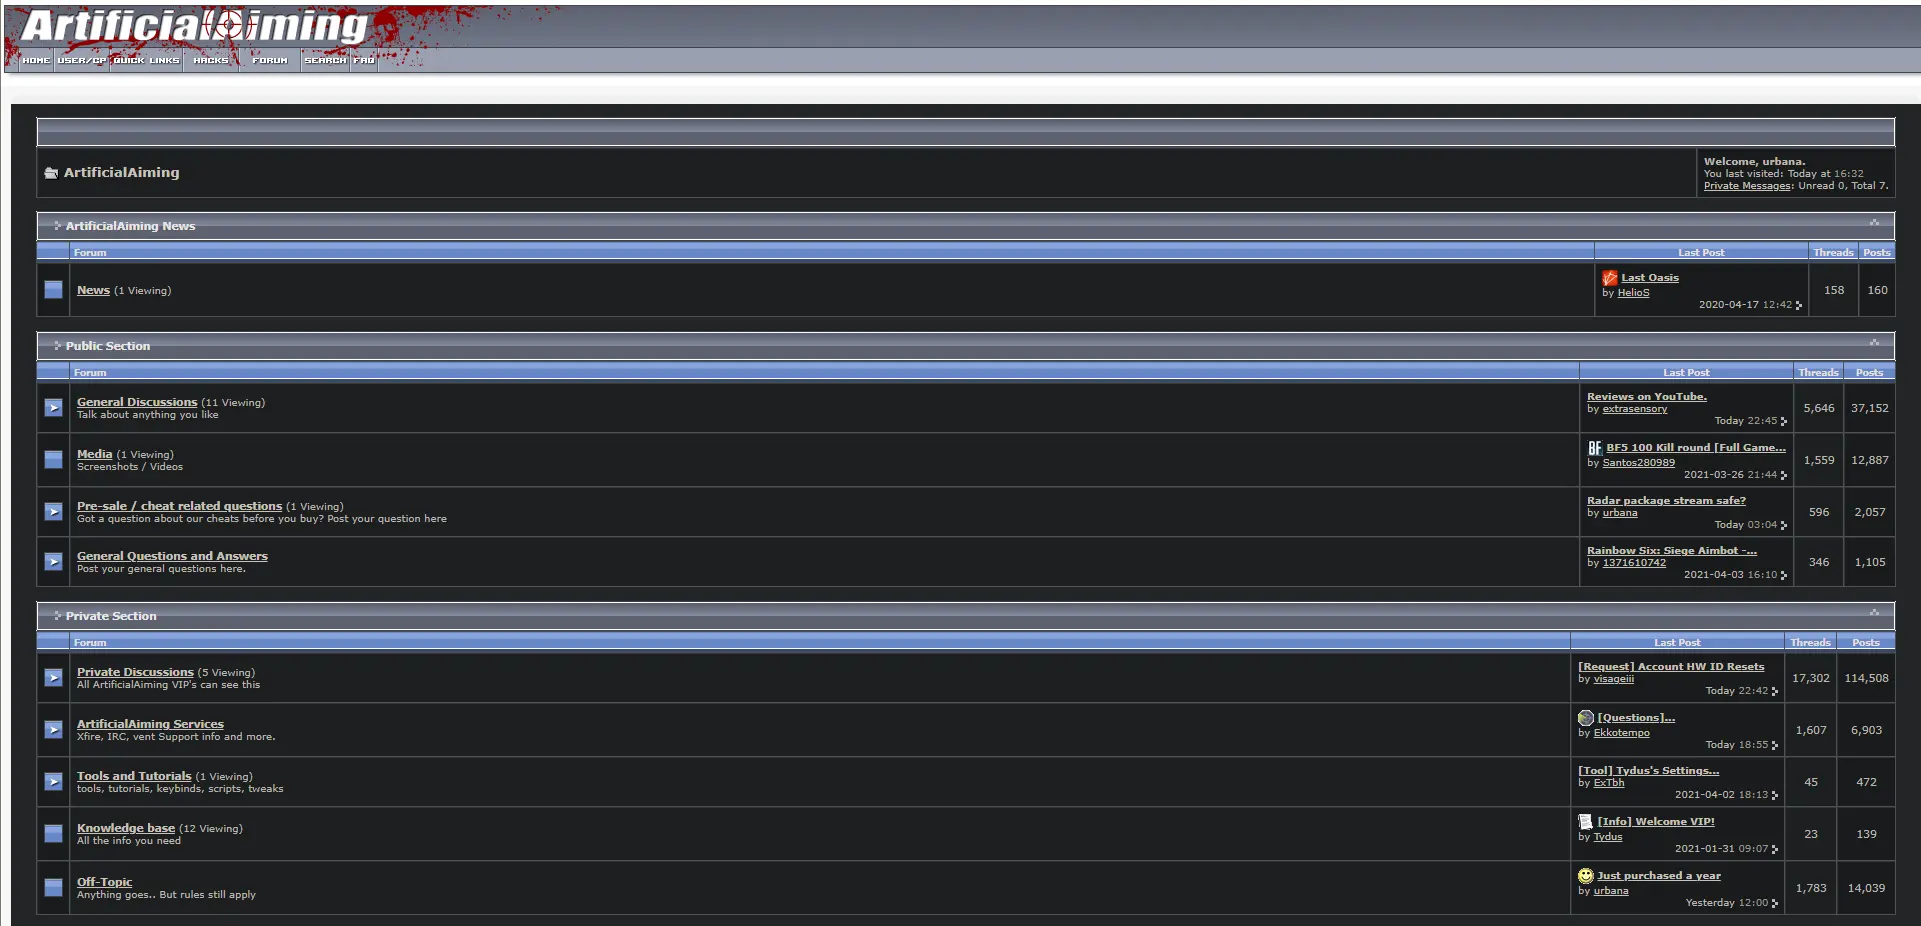 ArtificialAiming
HOME USER/CP QUICK LINKS HACKS FORUM SEARCH FAQ
ArtificialAiming
Welcome, urbana.
You last visited: Today at 16:32
Private Messages: Unread 0, Total 7.
ArtificialAiming News
Forum Last Post Threads Posts
News (1 Viewing)
Last Oasis
by HelioS
2020-04-17 12:42
158 160
Public Section
Forum Last Post Threads Posts
General Discussions (11 Viewing)
Talk about anything you like
Reviews on YouTube.
by extrasensory
Today 22:45
5,646 37,152
Media (1 Viewing)
Screenshots / Videos
BF BF5 100 Kill round [Full Game...
by Santos280989
2021-03-26 21:44
1,559 12,887
Pre-sale / cheat related questions (1 Viewing)
Got a question about our cheats before you buy? Post your question here
Radar package stream safe?
by urbana
Today 03:04
596 2,057
General Questions and Answers
Post your general questions here.
Rainbow Six: Siege Aimbot -...
by 1371610742
2021-04-03 16:10
346 1,105
Private Section
Forum Last Post Threads Posts
Private Discussions (5 Viewing)
All ArtificialAiming VIP's can see this
[Request] Account HW ID Resets
by visageiii
Today 22:42
17,302 114,508
ArtificialAiming Services
Xfire, IRC, vent Support info and more.
[Questions]...
by Ekkotempo
Today 18:55
1,607 6,903
Tools and Tutorials (1 Viewing)
tools, tutorials, keybinds, scripts, tweaks
[Tool] Tydus's Settings...
by ExTbh
2021-04-02 18:13
45 472
Knowledge base (12 Viewing)
All the info you need
[Info] Welcome VIP!
by Tydus
2021-01-31 09:07
23 139
Off-Topic
Anything goes.. But rules still apply
Just purchased a year
by urbana
Yesterday 12:00
1,783 14,039